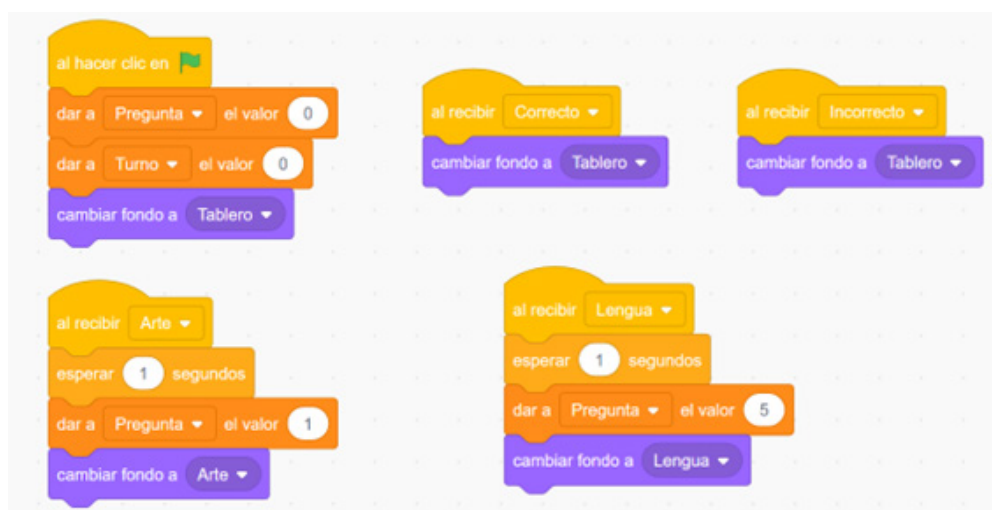 al hacer clic en
dar a Pregunta el valor 0
dar a Turno el valor 0
cambiar fondo a Tablero
al recibir Correcto
cambiar fondo a Tablero
al recibir Incorrecto
cambiar fondo a Tablero
al recibir Arte
esperar 1 segundos
dar a Pregunta el valor 1
cambiar fondo a Arte
al recibir Lengua
esperar 1 segundos
dar a Pregunta el valor 5
cambiar fondo a Lengua